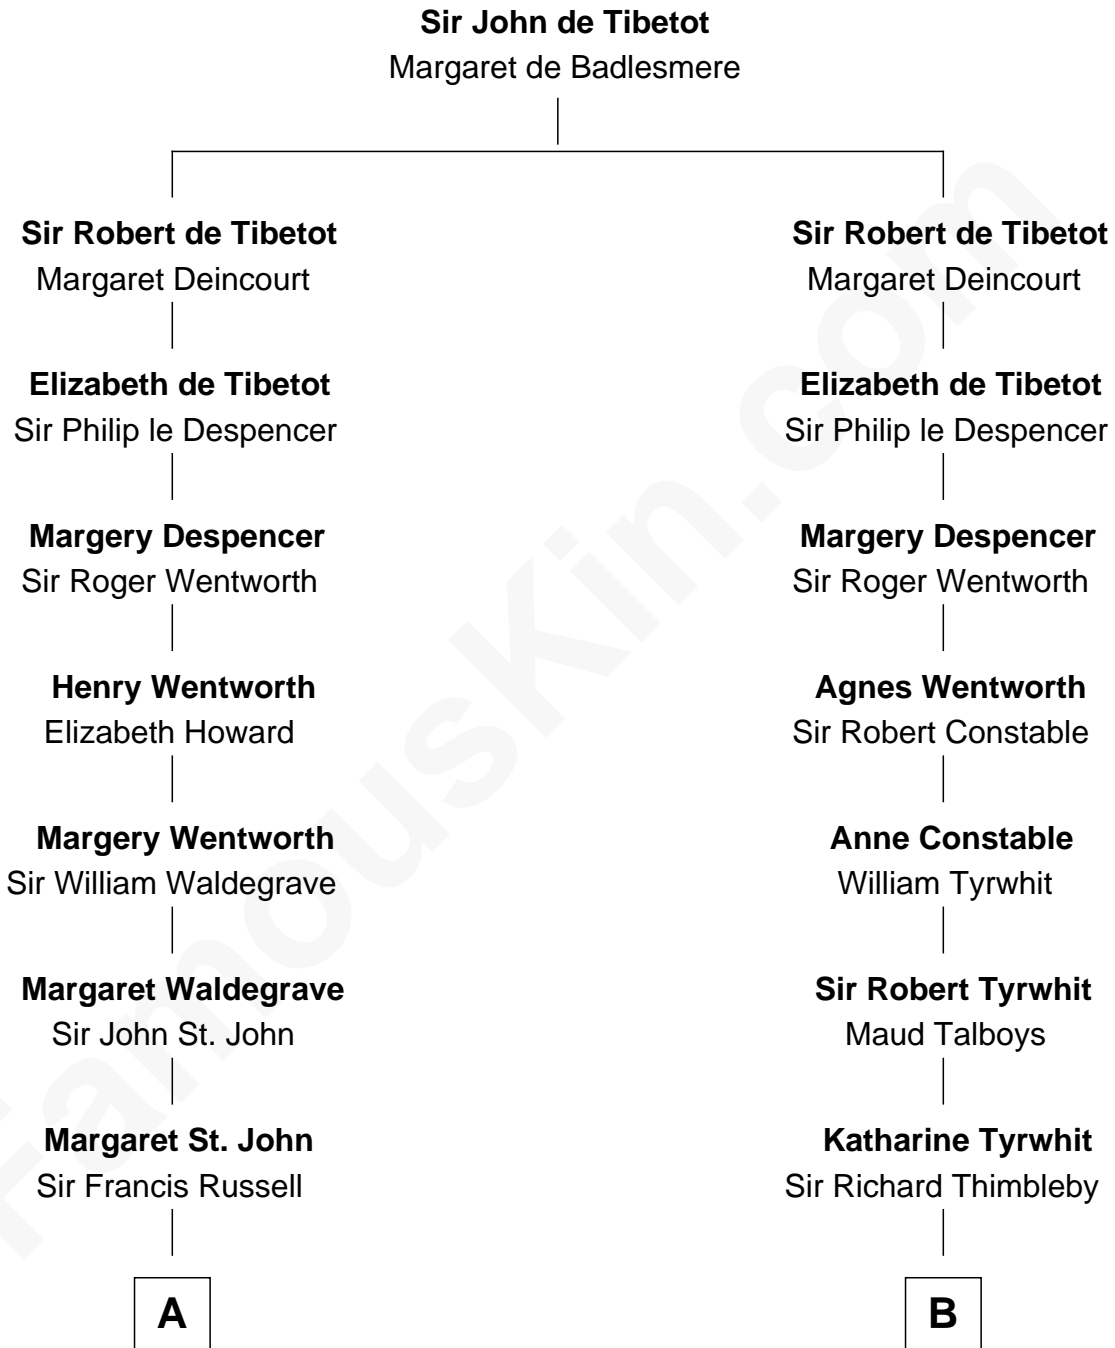 Sir John de Tibetot
Margaret de Badlesmere
Sir Robert de Tibetot
Margaret Deincourt
Elizabeth de Tibetot
Sir Philip le Despencer
Margery Despencer
Sir Roger Wentworth
Henry Wentworth
Elizabeth Howard
Margery Wentworth
Sir William Waldegrave
Margaret Waldegrave
Sir John St. John
Margaret St. John
Sir Francis Russell
A
Sir Robert de Tibetot
Margaret Deincourt
Elizabeth de Tibetot
Sir Philip le Despencer
Margery Despencer
Sir Roger Wentworth
Agnes Wentworth
Sir Robert Constable
Anne Constable
William Tyrwhit
Sir Robert Tyrwhit
Maud Talboys
Katharine Tyrwhit
Sir Richard Thimbleby
B
FamousKin.com